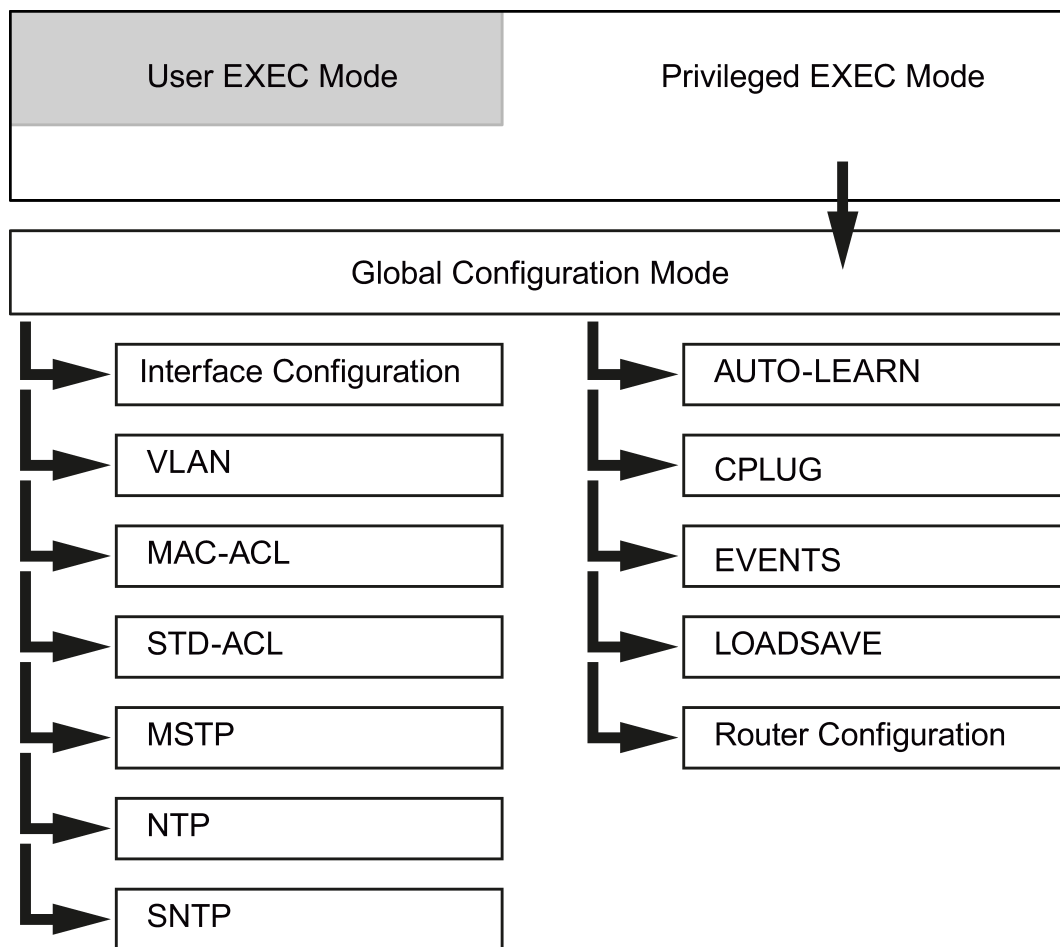 User EXEC Mode
Privileged EXEC Mode
Global Configuration Mode
Interface Configuration
VLAN
MAC-ACL
STD-ACL
MSTP
NTP
SNTP
AUTO-LEARN
CPLUG
EVENTS
LOADSAVE
Router Configuration